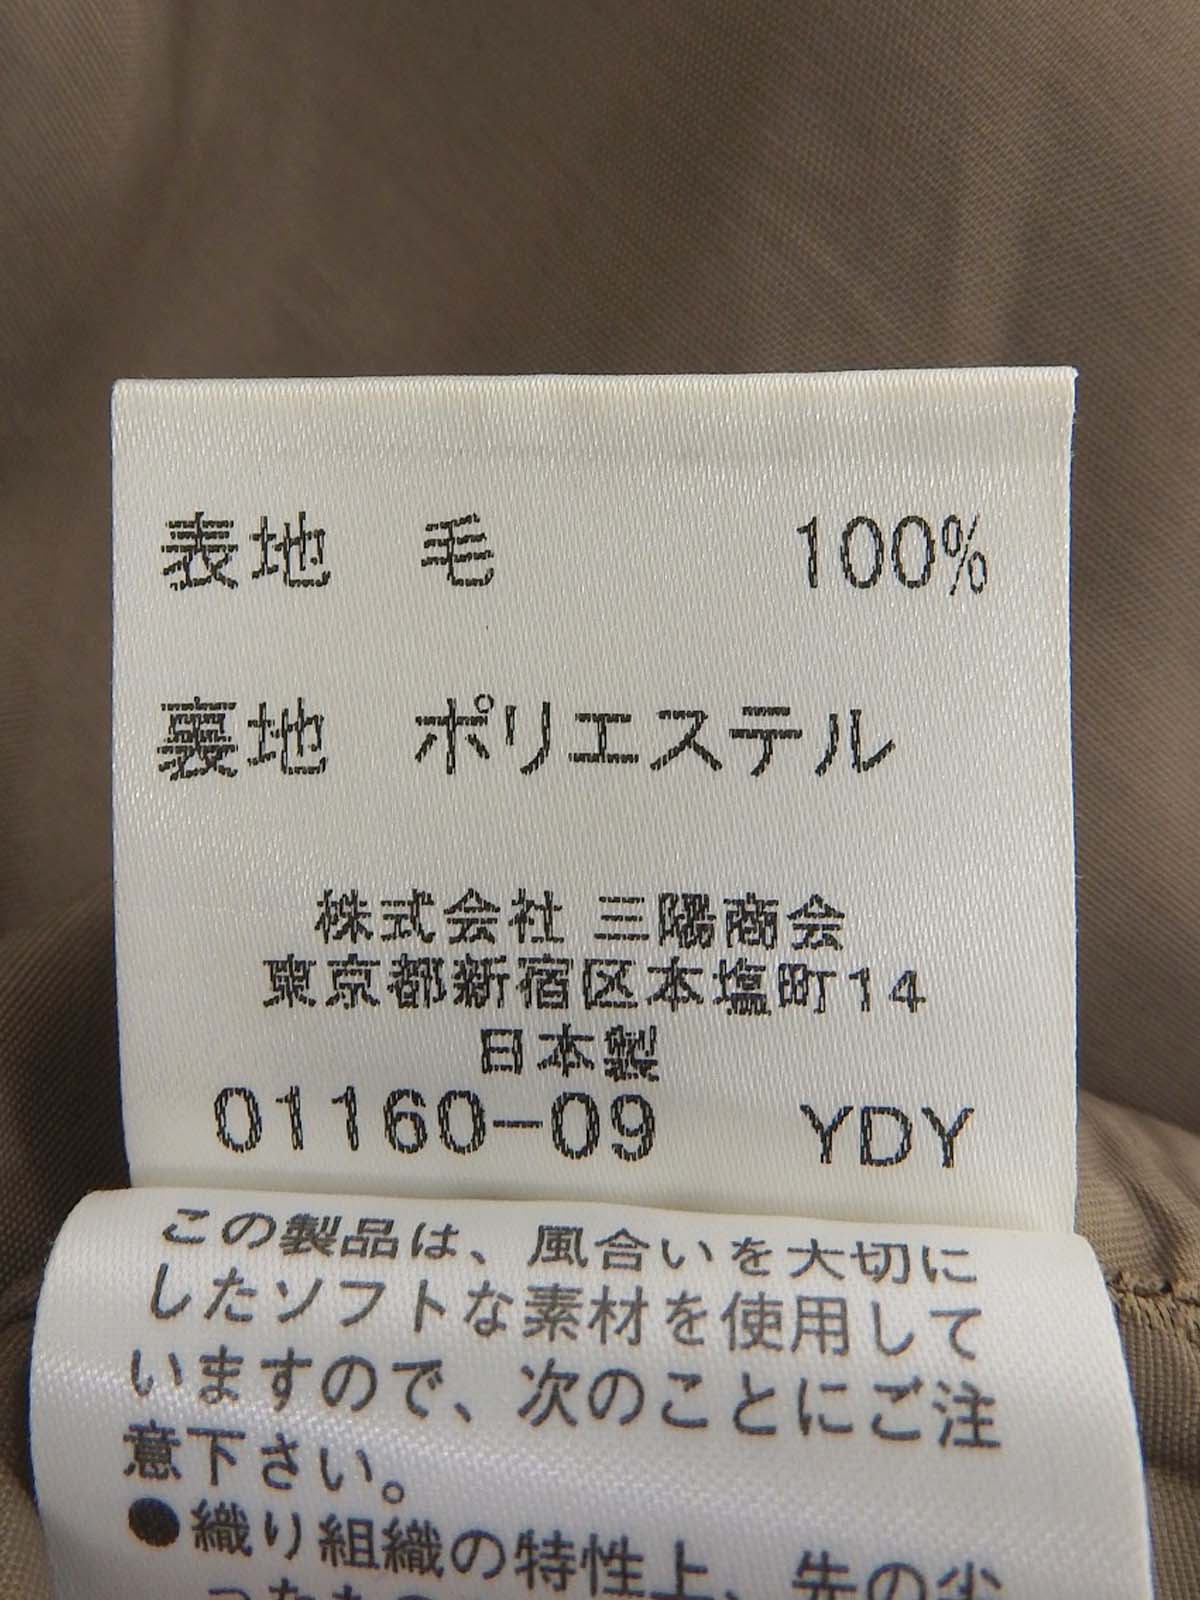 表地 毛 100%
裏地 ポリエステル
株式会社 三陽商会
東京都新宿区本塩町14
日本製
01160-09 YDY
この製品は、風合いを大切に
したソフトな素材を使用して
いますので、次のことにご注
意下さい。
●織り組織の特性上、先の尖
ったもの